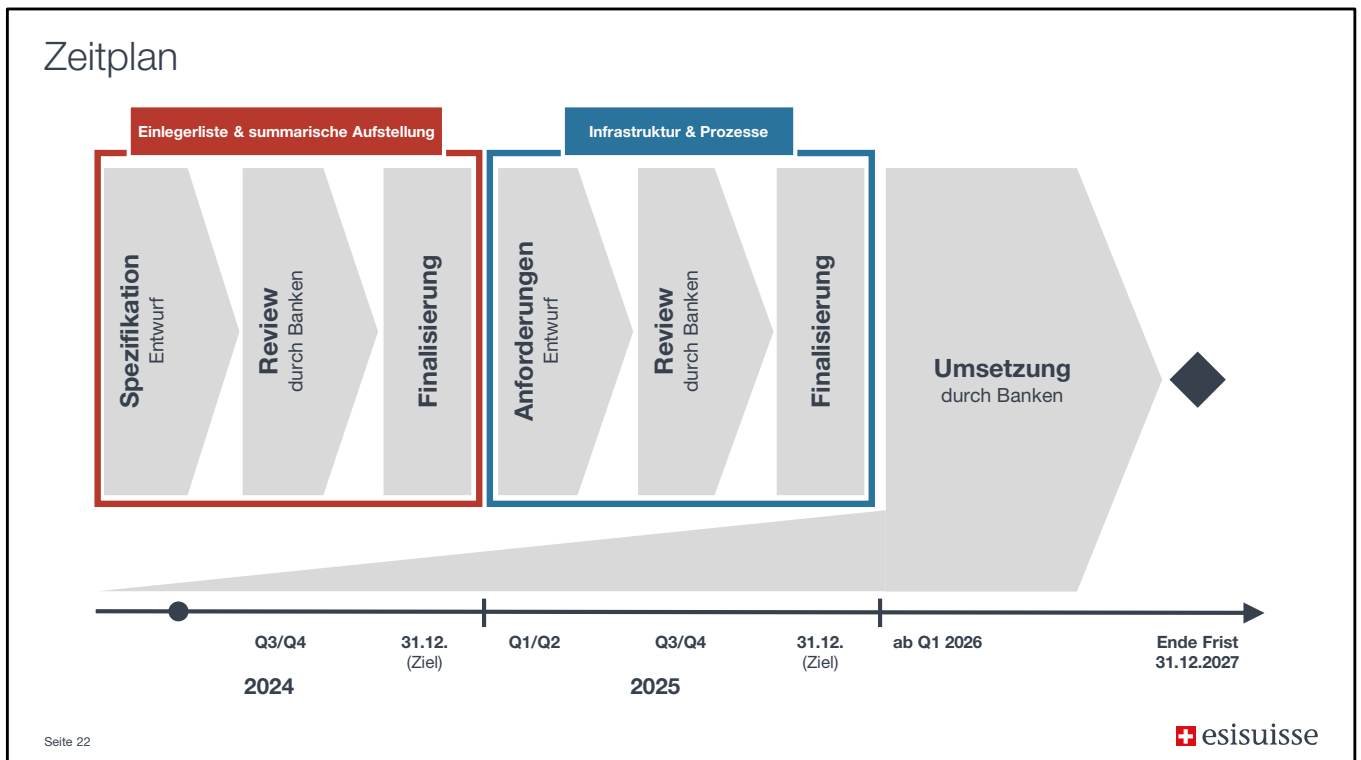 Zeitplan
Einlegerliste & summarische Aufstellung
Infrastruktur & Prozesse
Spezifikation
Entwurf
Review
durch Banken
Finalisierung
Anforderungen
Entwurf
Review
durch Banken
Finalisierung
Umsetzung
durch Banken
Q3/Q4
31.12.
(Ziel)
Q1/Q2
Q3/Q4
31.12.
(Ziel)
ab Q1 2026
Ende Frist
31.12.2027
2024
2025
Seite 22
esisuisse